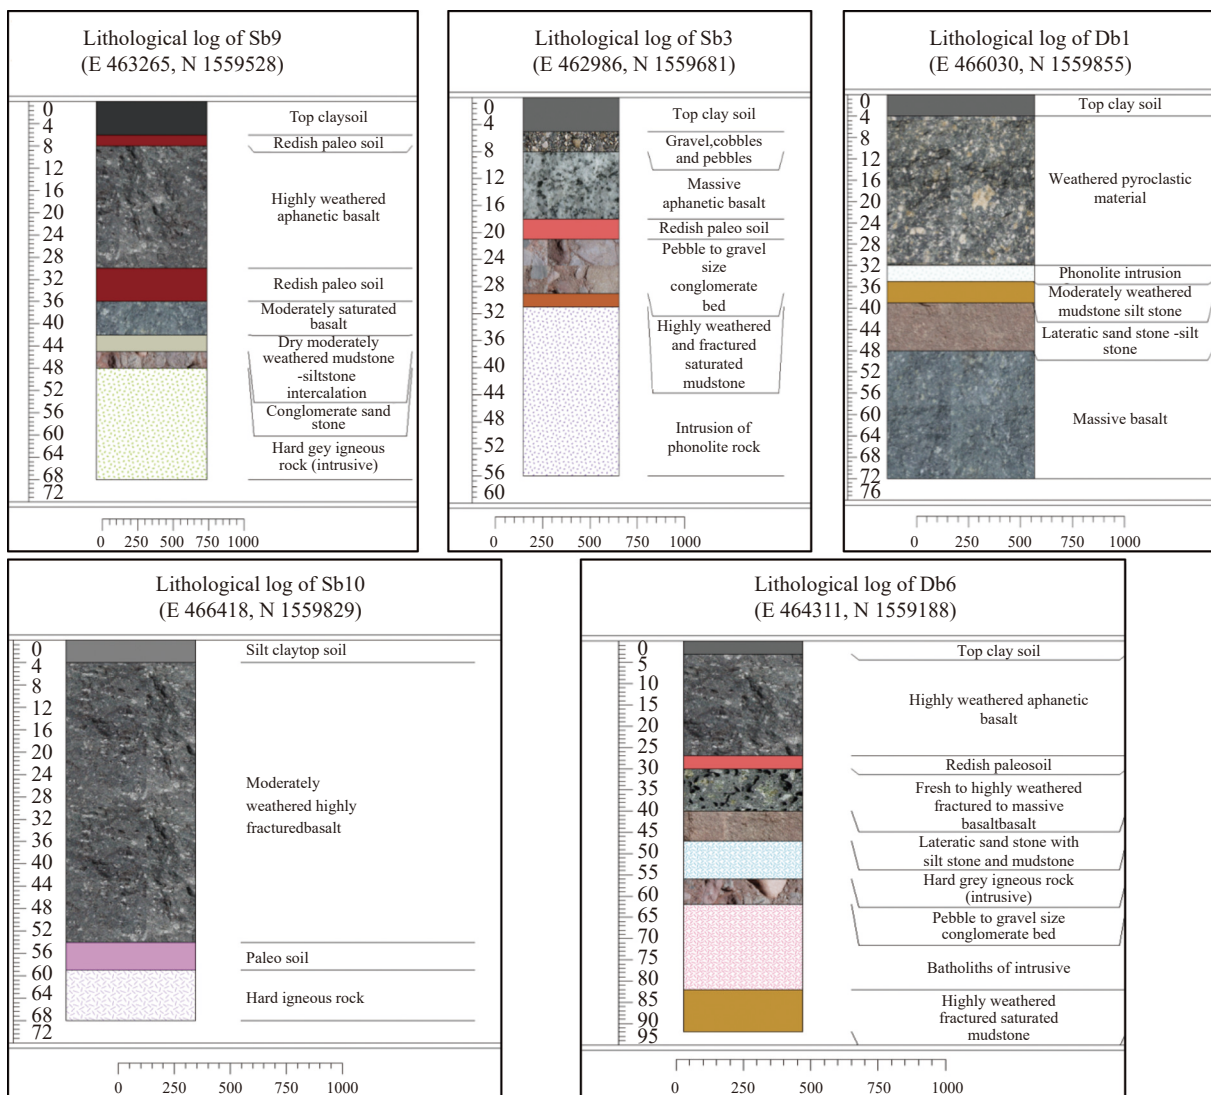 Lithological log of Sb9
(E 463265, N 1559528)
0
4
8
12
16
20
24
28
32
36
40
44
48
52
56
60
64
68
72
Top claysoil
Redish paleo soil
Highly weathered
aphanetic basalt
Redish paleo soil
Moderately saturated
basalt
Dry moderately
weathered mudstone
-siltstone
intercalation
Conglomerate sand
stone
Hard gey igneous
rock (intrusive)
0 250 500 750 1000
Lithological log of Sb3
(E 462986, N 1559681)
0
4
8
12
16
20
24
28
32
36
40
44
48
52
56
60
Top clay soil
Gravel,cobbles
and pebbles
Massive
aphanetic basalt
Redish paleo soil
Pebble to gravel
size
conglomerate
bed
Highly weathered
and fractured
saturated
mudstone
Intrusion of
phonolite rock
0 250 500 750 1000
Lithological log of Db1
(E 466030, N 1559855)
0
4
8
12
16
20
24
28
32
36
40
44
48
52
56
60
64
68
72
76
Top clay soil
Weathered pyroclastic
material
Phonolite intrusion
Moderately weathered
mudstone silt stone
Lateratic sand stone -silt
stone
Massive basalt
0 250 500 750 1000
Lithological log of Sb10
(E 466418, N 1559829)
0
4
8
12
16
20
24
28
32
36
40
44
48
52
56
60
64
68
72
Silt claytop soil
Moderately
weathered highly
fracturedbasalt
Paleo soil
Hard igneous rock
0 250 500 750 1000
Lithological log of Db6
(E 464311, N 1559188)
0
5
10
15
20
25
30
35
40
45
50
55
60
65
70
75
80
85
90
95
Top clay soil
Highly weathered aphanetic
basalt
Redish paleosoil
Fresh to highly weathered
fractured to massive
basaltbasalt
Lateratic sand stone with
silt stone and mudstone
Hard grey igneous rock
(intrusive)
Pebble to gravel size
conglomerate bed
Batholiths of intrusive
Highly weathered
fractured saturated
mudstone
0 250 500 750 1000